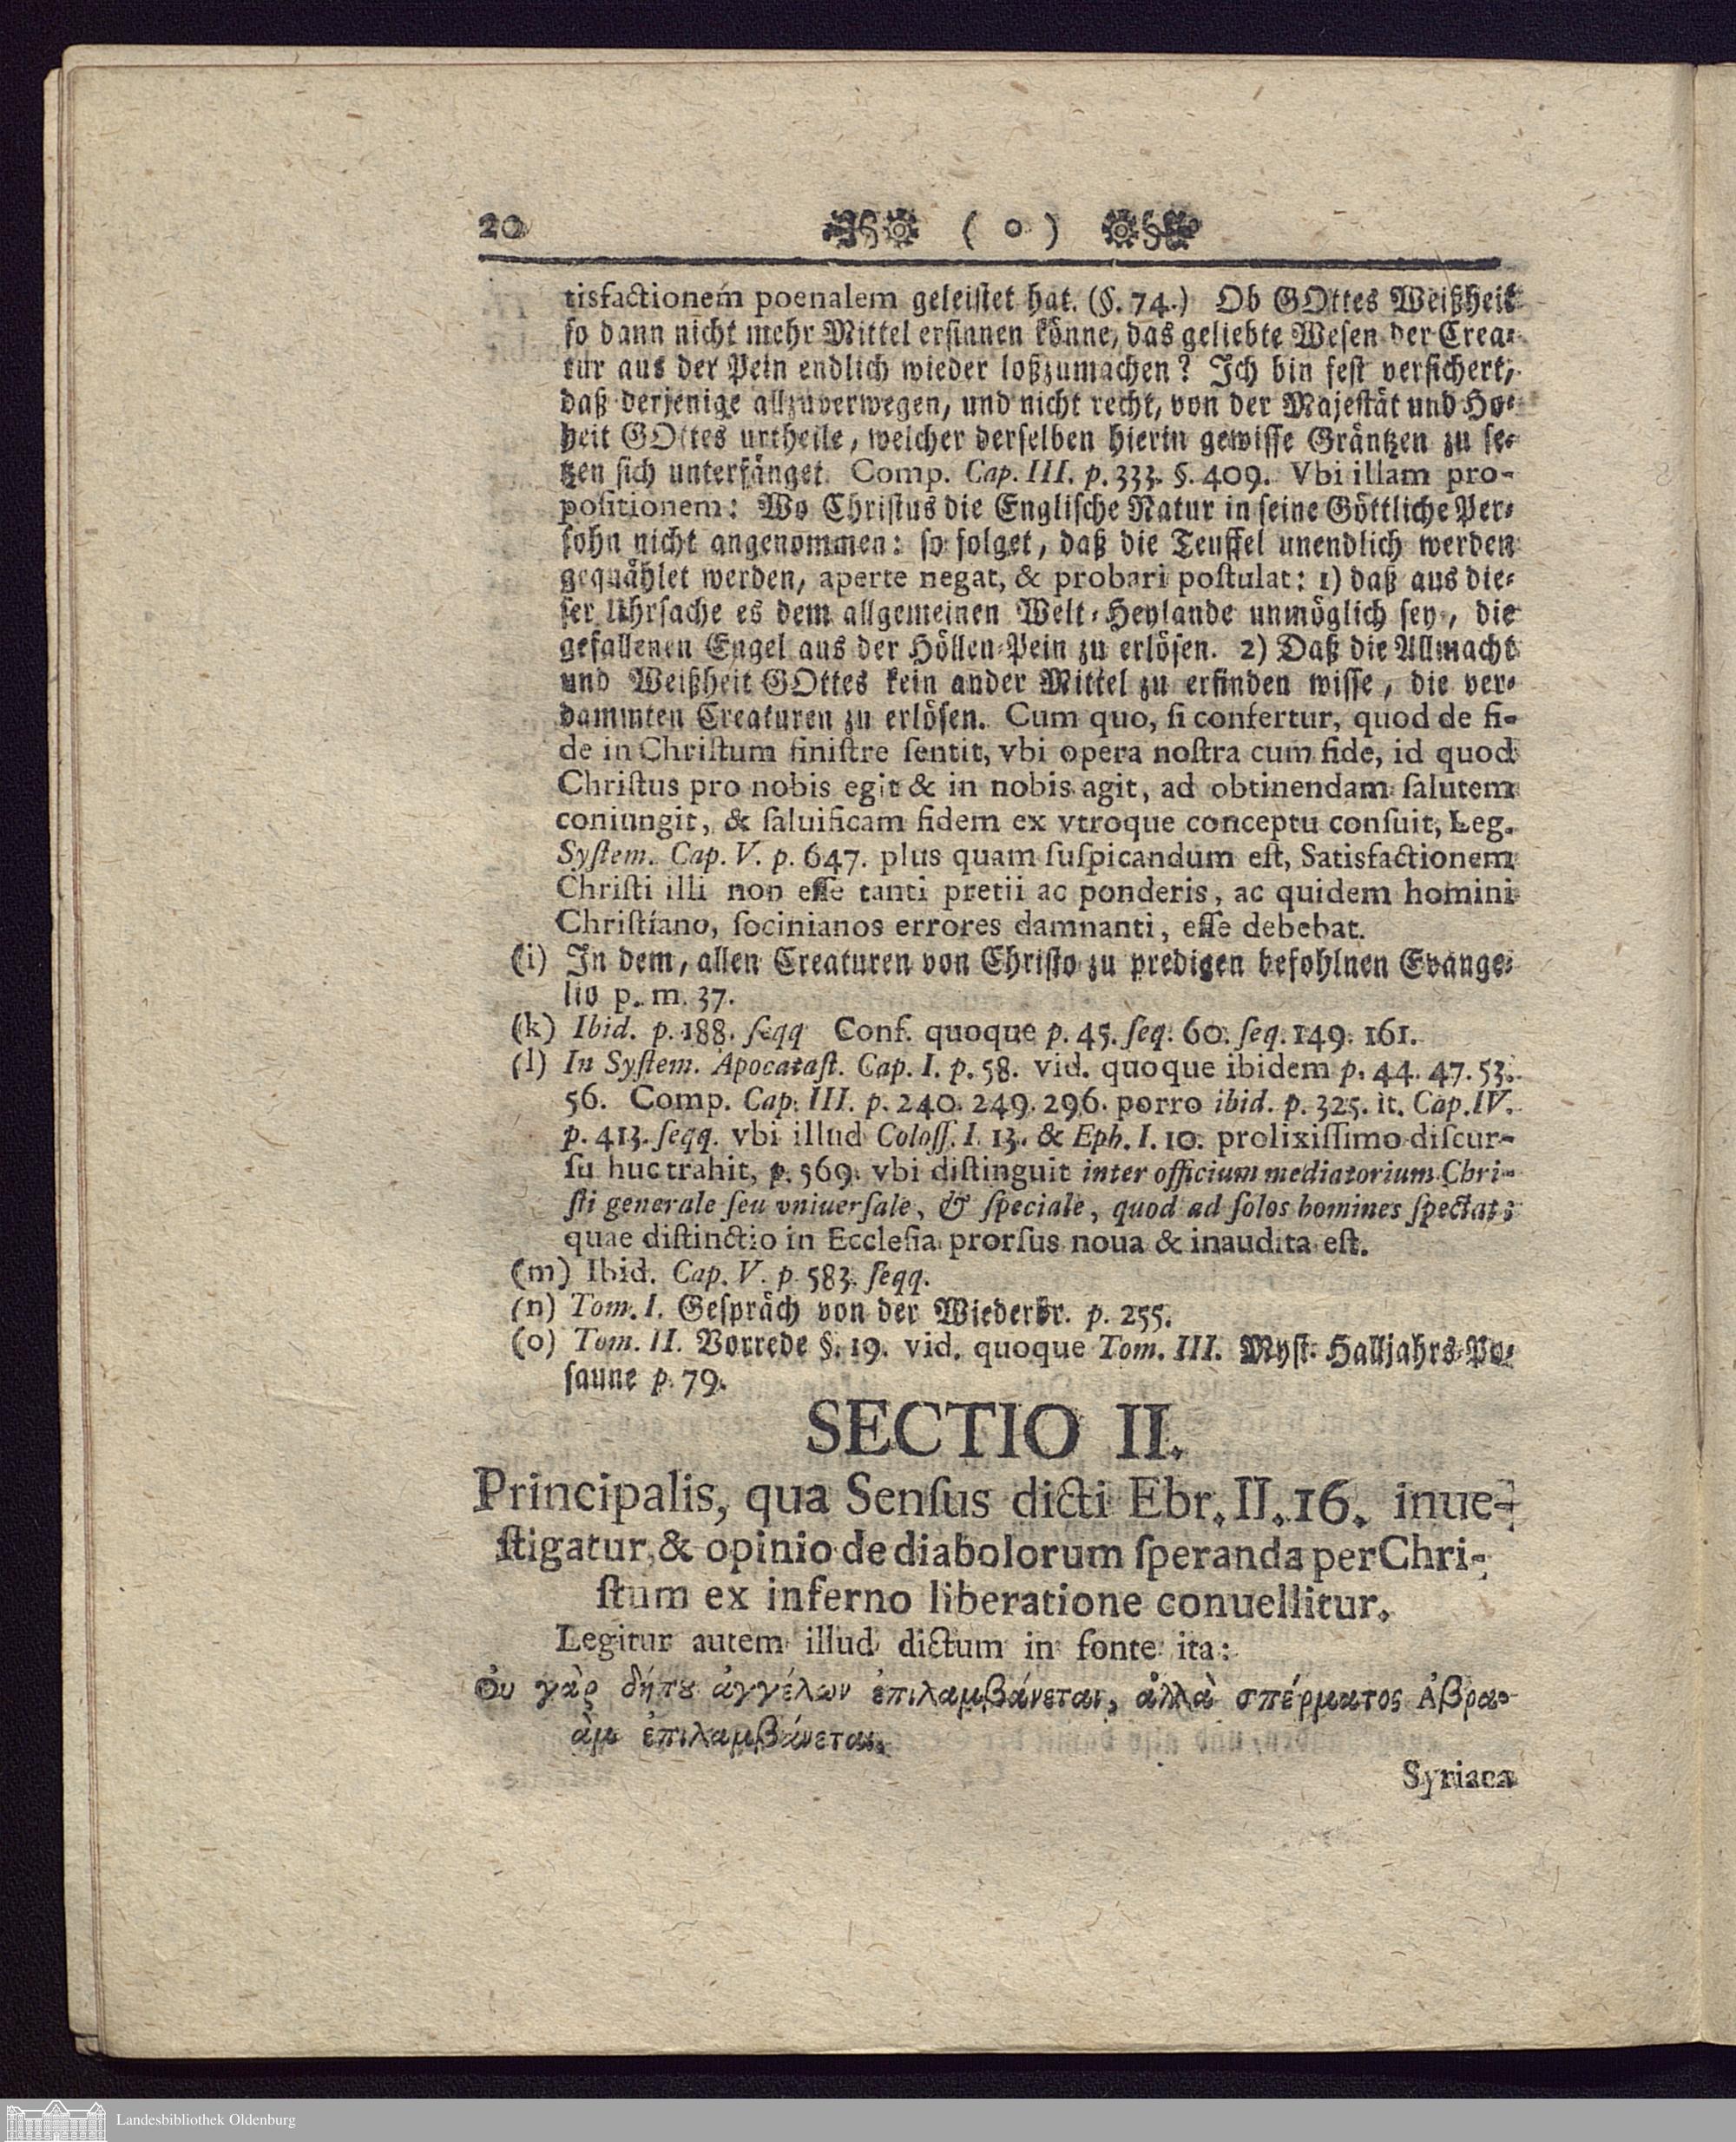 20 ( o )
tisfactionem poenalem geleistet hat. (§. 74.) Ob GOttes Weißheit
so dann nicht mehr Mittel ersinnen könne, das geliebte Wesen der Crea-
tur aus der Pein endlich wieder loßzumachen? Ich bin fest versichert,
daß derjenige allzuverwegen, und nicht recht, von der Majestät und Ho-
heit GOttes urtheile, welcher derselben hierin gewisse Gräntzen zu se-
tzen sich unterfänget. Comp. Cap. III. p. 333. §. 409. Vbi illam pro-
positionem: Wo Christus die Englische Natur in seine Göttliche Per-
sohn nicht angenommen: so folget, daß die Teuffel unendlich werden
gequählet werden, aperte negat, & probari poſtulat: 1) daß aus die-
ser Uhrsache es dem allgemeinen Welt-Heylande unmöglich sey, die
gefallenen Engel aus der Höllen-Pein zu erlösen. 2) Daß die Allmacht
und Weißheit GOttes kein ander Mittel zu erfinden wisse, die ver-
dammten Creaturen zu erlösen. Cum quo, ſi confertur, quod de fi-
de in Chriſtum ſiniſtre ſentit, vbi opera noſtra cum fide, id quod
Chriſtus pro nobis egit & in nobis agit, ad obtinendam ſalutem
coniungit, & ſaluificam fidem ex vtroque conceptu conſuit, Leg.
Syſtem. Cap. V. p. 647. plus quam ſuſpicandum eſt, Satisfactionem
Chriſti illi non eſſe tanti pretii ac ponderis, ac quidem homini
Chriſtiano, ſocinianos errores damnanti, eſſe debebat.
(i) In dem, allen Creaturen von Christo zu predigen befohlnen Evange-
lio p. m. 37.
(k) Ibid. p. 188. ſeqq Conf. quoque p. 45. ſeq. 60. ſeq. 149. 161.
(l) In Syſtem. Apocataſt. Cap. I. p. 58. vid. quoque ibidem p. 44. 47. 53.
56. Comp. Cap. III. p. 240. 249. 296. porro ibid. p. 325. it. Cap. IV.
p. 413. ſeqq. vbi illud Coloſſ. I. 13. & Eph. I. 10. prolixiſſimo diſcur-
ſu huc trahit, p. 569. vbi diſtinguit inter officium mediatorium Chri-
ſti generale ſeu vniuerſale, & ſpeciale, quod ad ſolos homines ſpectat;
quae diſtinctio in Eccleſia prorſus noua & inaudita eſt.
(m) Ibid. Cap. V. p. 583. ſeqq.
(n) Tom. I. Gespräch von der Wiederbr. p. 255.
(o) Tom. II. Vorrede §. 19. vid. quoque Tom. III. Myst. Halljahrs-Po-
saune p. 79.
SECTIO II.
Principalis, qua Senſus dicti Ebr. II. 16. inue-
ſtigatur, & opinio de diabolorum ſperanda per Chri-
ſtum ex inferno liberatione conuellitur.
Legitur autem illud dictum in fonte ita:
Ὀυ γὰρ δήπȣ ἀγγέλων ἐπιλαμβάνεται, ἀλλὰ σπέρματος Ἀβρα-
ὰμ ἐπιλαμβάνεται.
Syriaca
Landesbibliothek Oldenburg